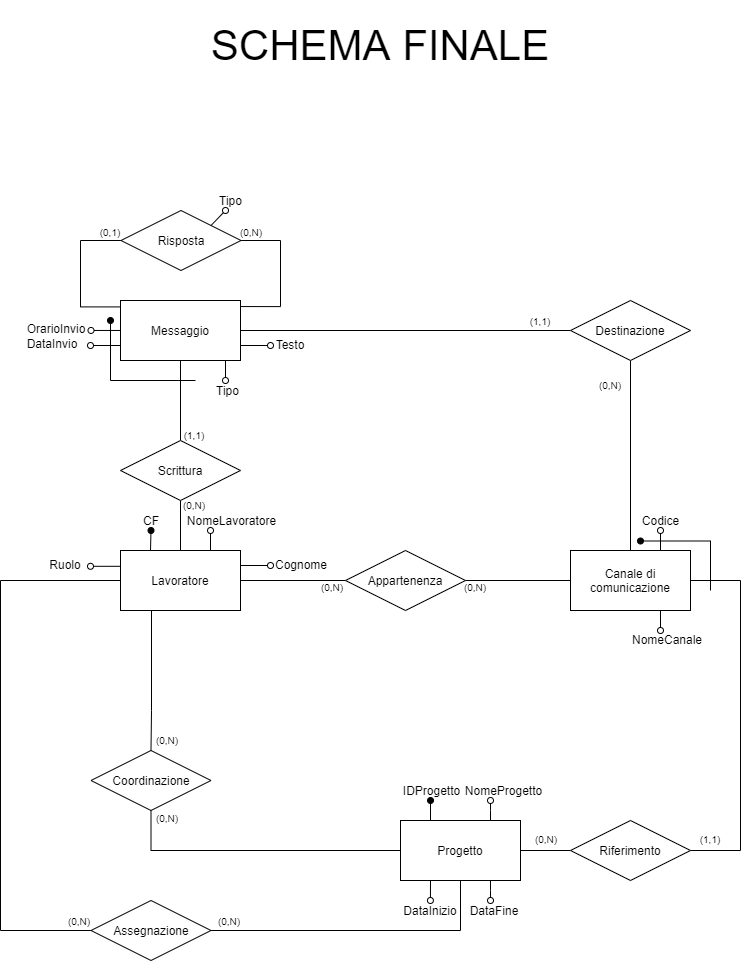 SCHEMA FINALE
Tipo
(0,1)
Risposta
(0,N)
OrarioInvio
DataInvio
Messaggio
Testo
Tipo
(1,1)
Destinazione
(0,N)
(1,1)
Scrittura
(0,N)
CF
NomeLavoratore
Ruolo
Lavoratore
Cognome
(0,N)
Appartenenza
(0,N)
Codice
Canale di
comunicazione
NomeCanale
(0,N)
Coordinazione
(0,N)
IDProgetto
NomeProgetto
Progetto
(0,N)
Riferimento
(1,1)
DataInizio
DataFine
(0,N)
Assegnazione
(0,N)